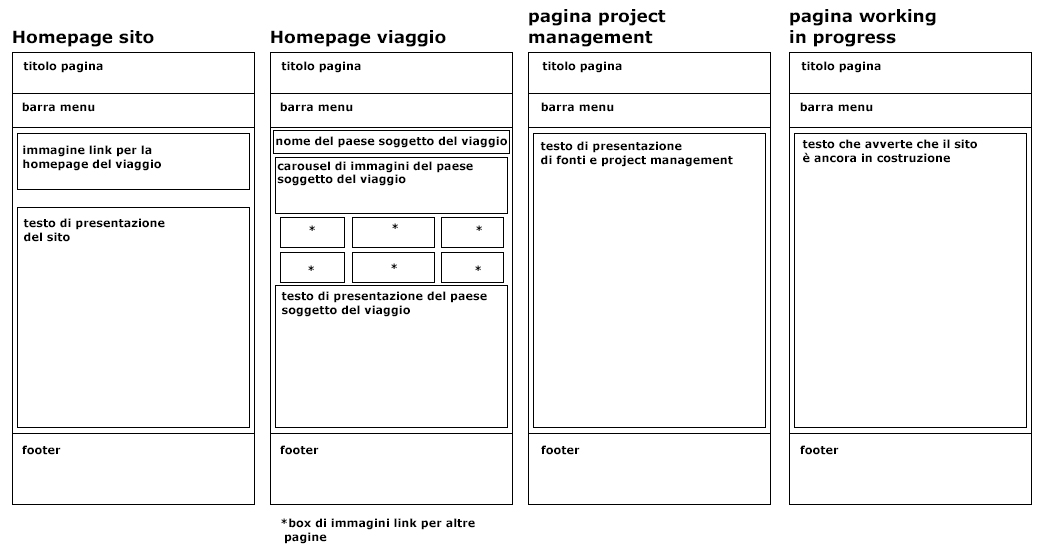 Homepage sito
titolo pagina
barra menu
immagine link per la
homepage del viaggio
testo di presentazione
del sito
footer
Homepage viaggio
titolo pagina
barra menu
nome del paese soggetto del viaggio
carousel di immagini del paese
soggetto del viaggio
* * *
* * *
testo di presentazione del paese
soggetto del viaggio
footer
*box di immagini link per altre
pagine
pagina project
management
titolo pagina
barra menu
testo di presentazione
di fonti e project management
footer
pagina working
in progress
titolo pagina
barra menu
testo che avverte che il sito
è ancora in costruzione
footer